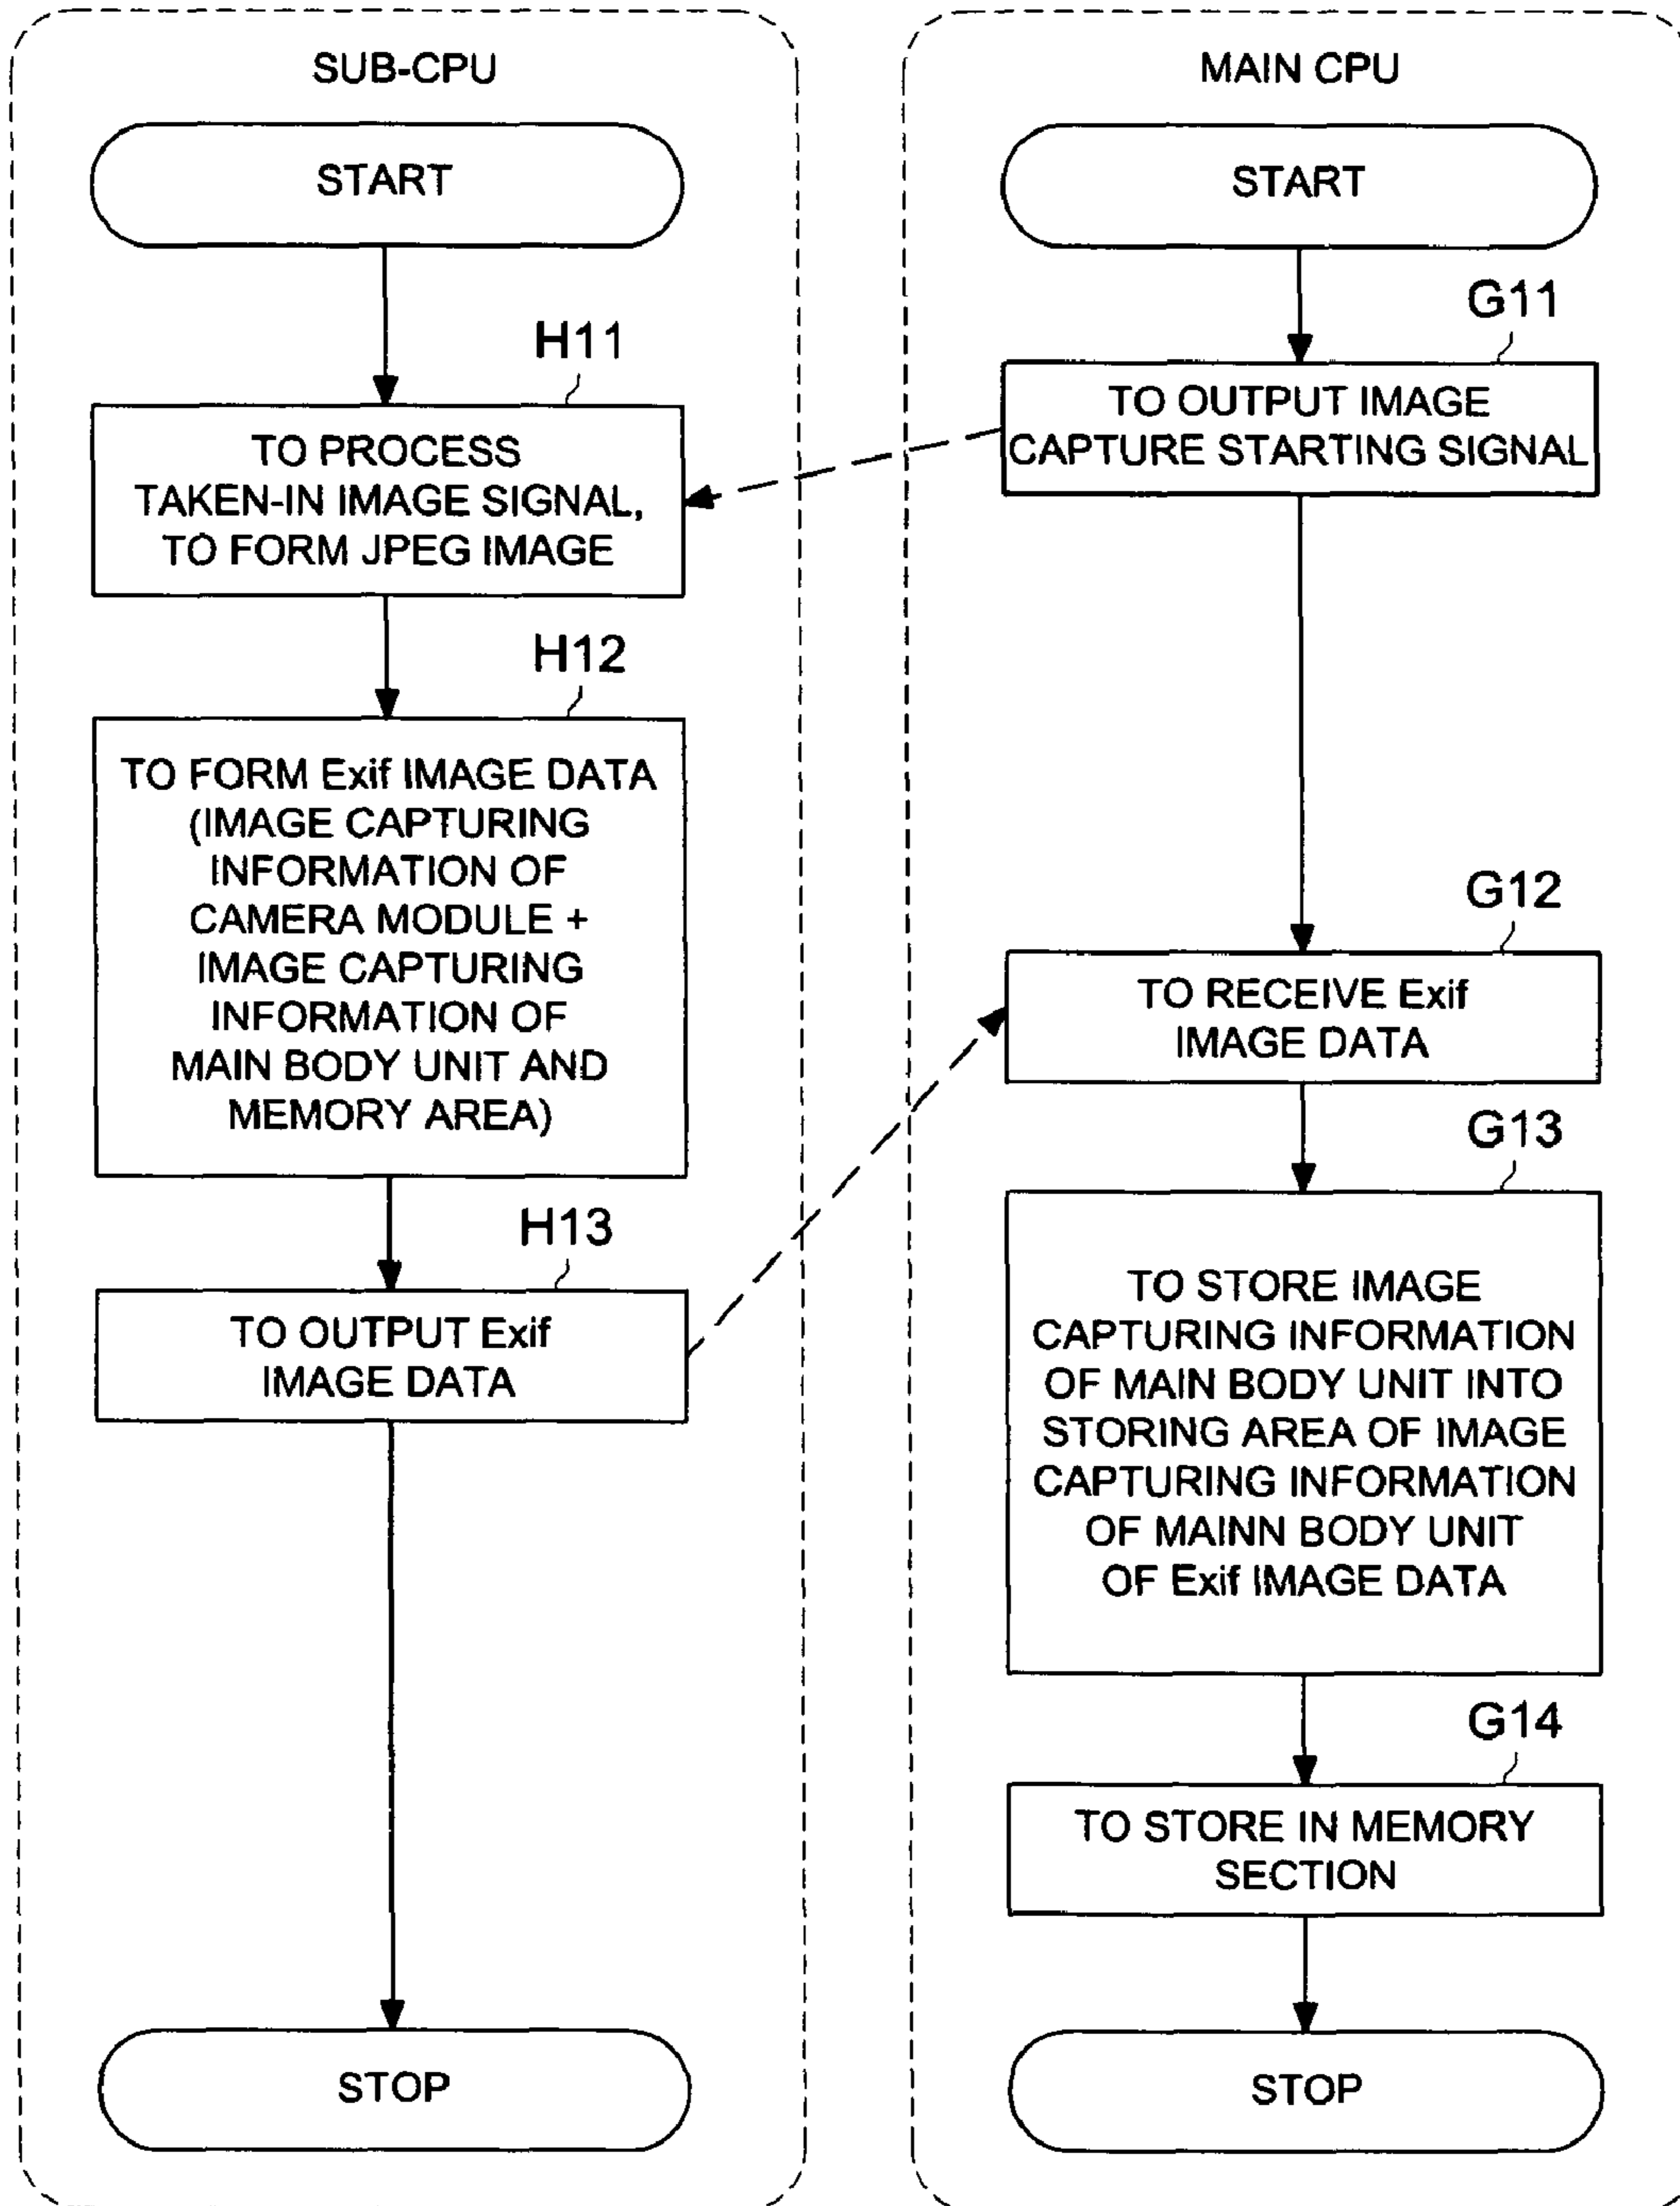 SUB-CPU
START
H11
TO PROCESS
TAKEN-IN IMAGE SIGNAL,
TO FORM JPEG IMAGE
H12
TO FORM Exif IMAGE DATA
(IMAGE CAPTURING
INFORMATION OF
CAMERA MODULE +
IMAGE CAPTURING
INFORMATION OF
MAIN BODY UNIT AND
MEMORY AREA)
H13
TO OUTPUT Exif
IMAGE DATA
STOP
MAIN CPU
START
G11
TO OUTPUT IMAGE
CAPTURE STARTING SIGNAL
G12
TO RECEIVE Exif
IMAGE DATA
G13
TO STORE IMAGE
CAPTURING INFORMATION
OF MAIN BODY UNIT INTO
STORING AREA OF IMAGE
CAPTURING INFORMATION
OF MAINN BODY UNIT
OF Exif IMAGE DATA
G14
TO STORE IN MEMORY
SECTION
STOP